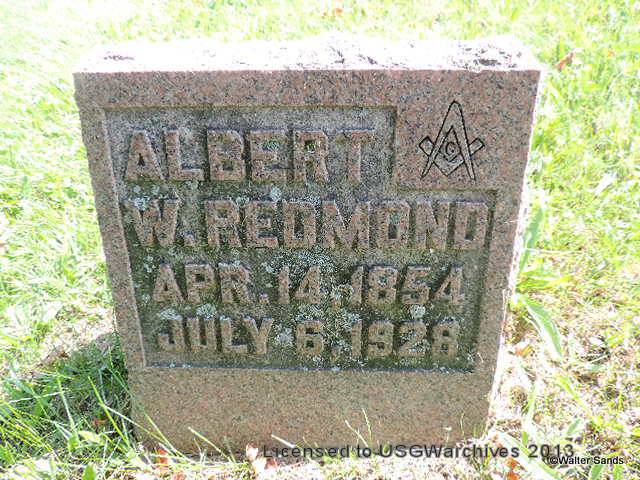 ALBERT
G
W. REDMOND
APR. 14, 1854
JULY 6, 1928
Licensed to USGWarchives 2013
©Walter Sands